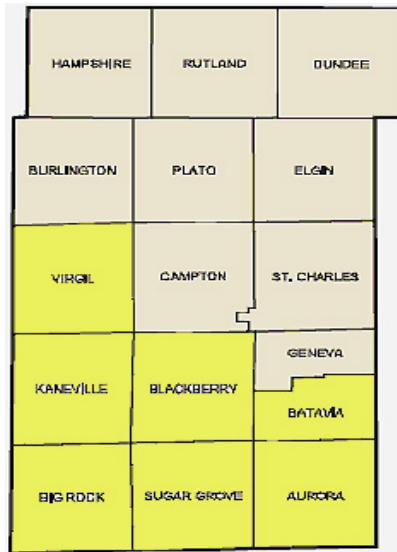 HAMPSHIRE
RUTLAND
DUNDEE
BURLINGTON
PLATO
ELGIN
VIRGIL
CAMPTON
ST. CHARLES
GENEVA
KANEVILLE
BLACKBERRY
BATAVIA
BIG ROCK
SUGAR GROVE
AURORA